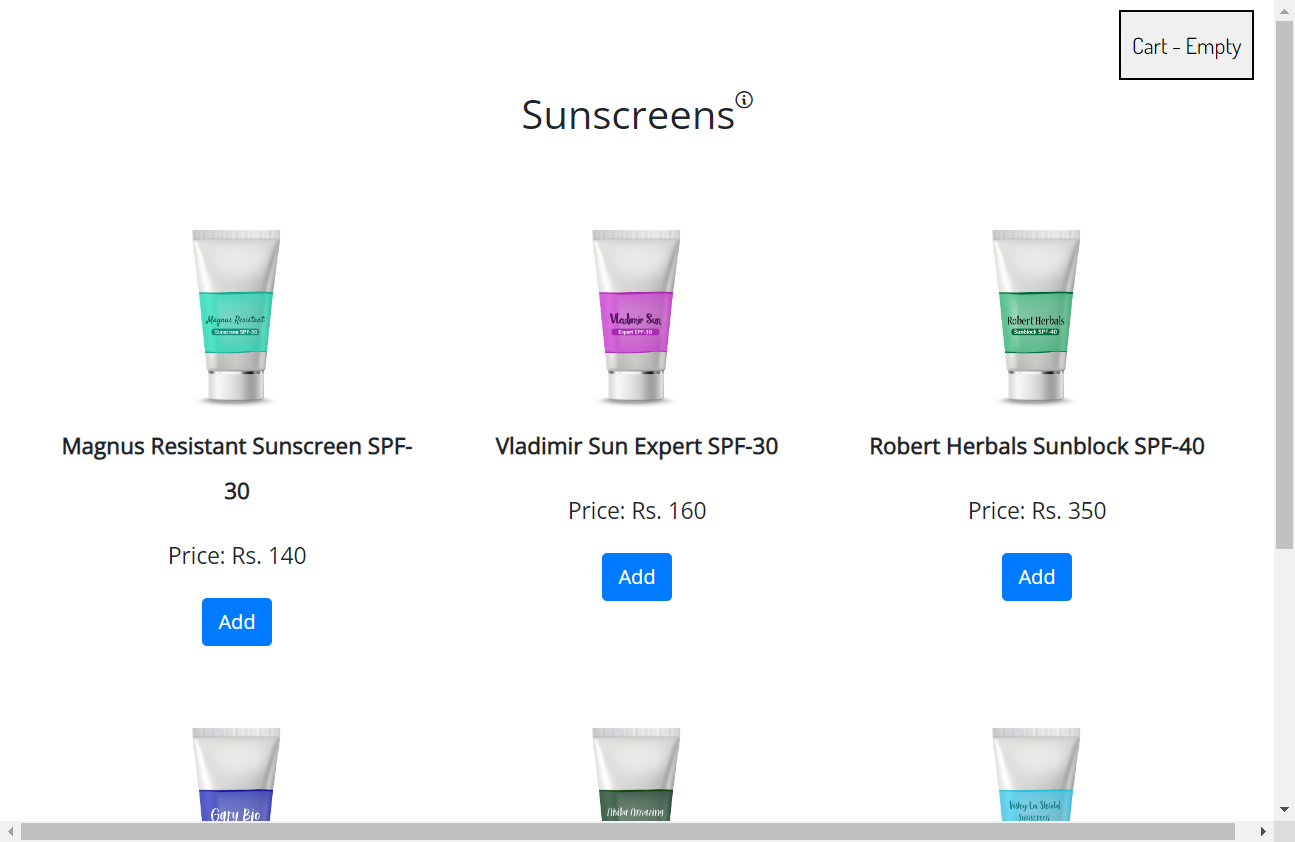 Cart - Empty
Sunscreens
Magnus Resistant
Sunscreen SPF-30
Vladimir Sun
Expert SPF-30
Robert Herbals
Sunblock SPF-40
Magnus Resistant Sunscreen SPF-
30
Price: Rs. 140
Add
Vladimir Sun Expert SPF-30
Price: Rs. 160
Add
Robert Herbals Sunblock SPF-40
Price: Rs. 350
Add
Gary Bio
Akiba Amazing
Vishy La Shield
Sunscreen